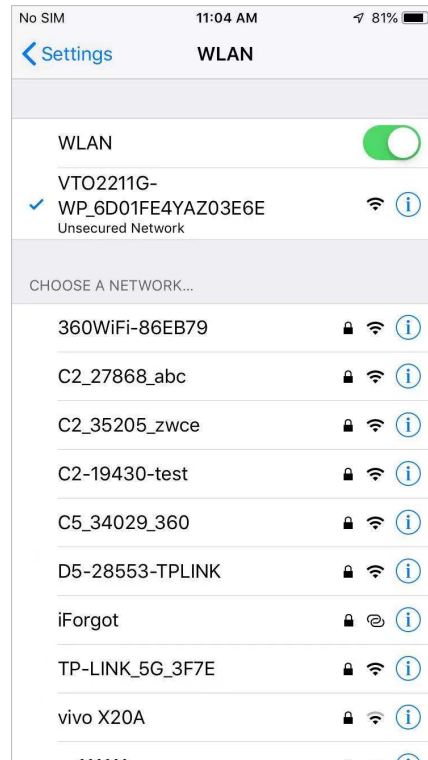 No SIM 11:04 AM 81%
Settings WLAN
WLAN
VTO2211G-
WP_6D01FE4YAZ03E6E
Unsecured Network
CHOOSE A NETWORK...
360WiFi-86EB79
C2_27868_abc
C2_35205_zwce
C2-19430-test
C5_34029_360
D5-28553-TPLINK
iForgot
TP-LINK_5G_3F7E
vivo X20A